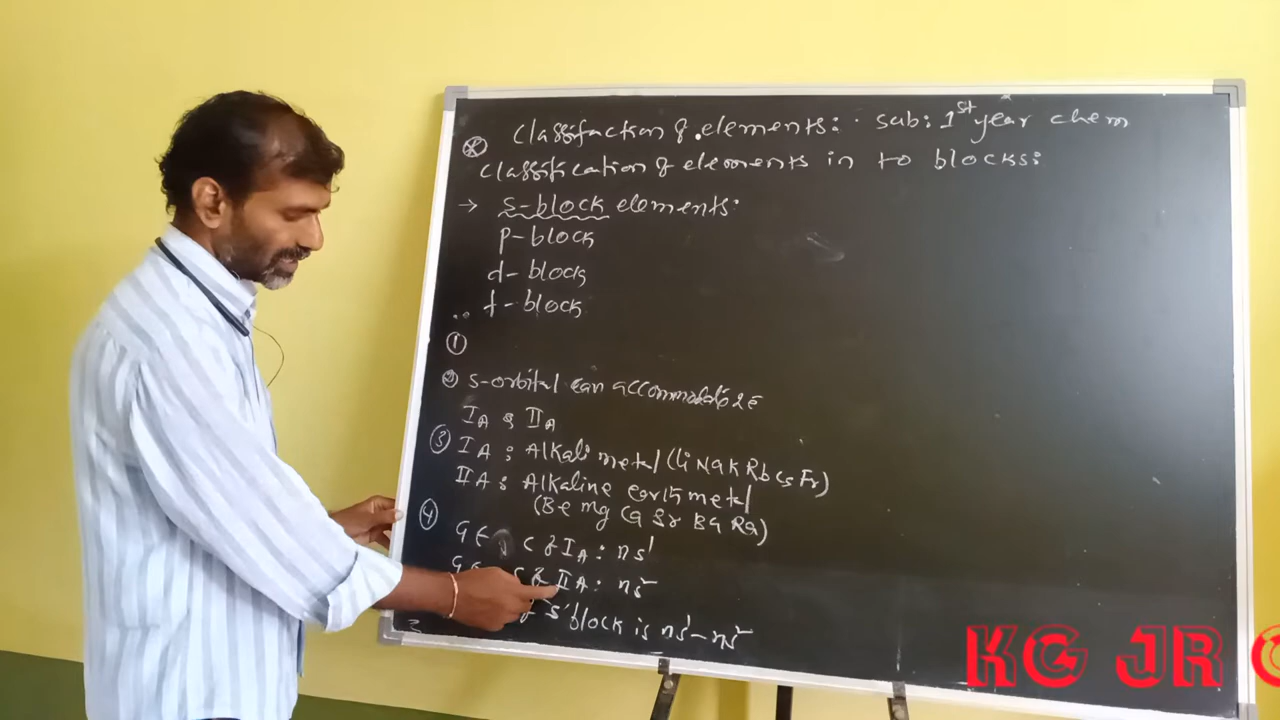 Classifaction of elements: Sub: 1st year chem
Classification of elements in to blocks:
→ S-block elements:
p-block
d-block
f-block
①
② S-orbital can accommodate 2e⁻
IA & IIA
③ IA: Alkali metal (Li Na K Rb Cs Fr)
IIA: Alkaline earth metal
(Be mg Ca Sr Ba Ra)
④ G E C of IA: ns¹
G E C of IIA: ns²
of 's' block is ns¹-ns²
KG JR